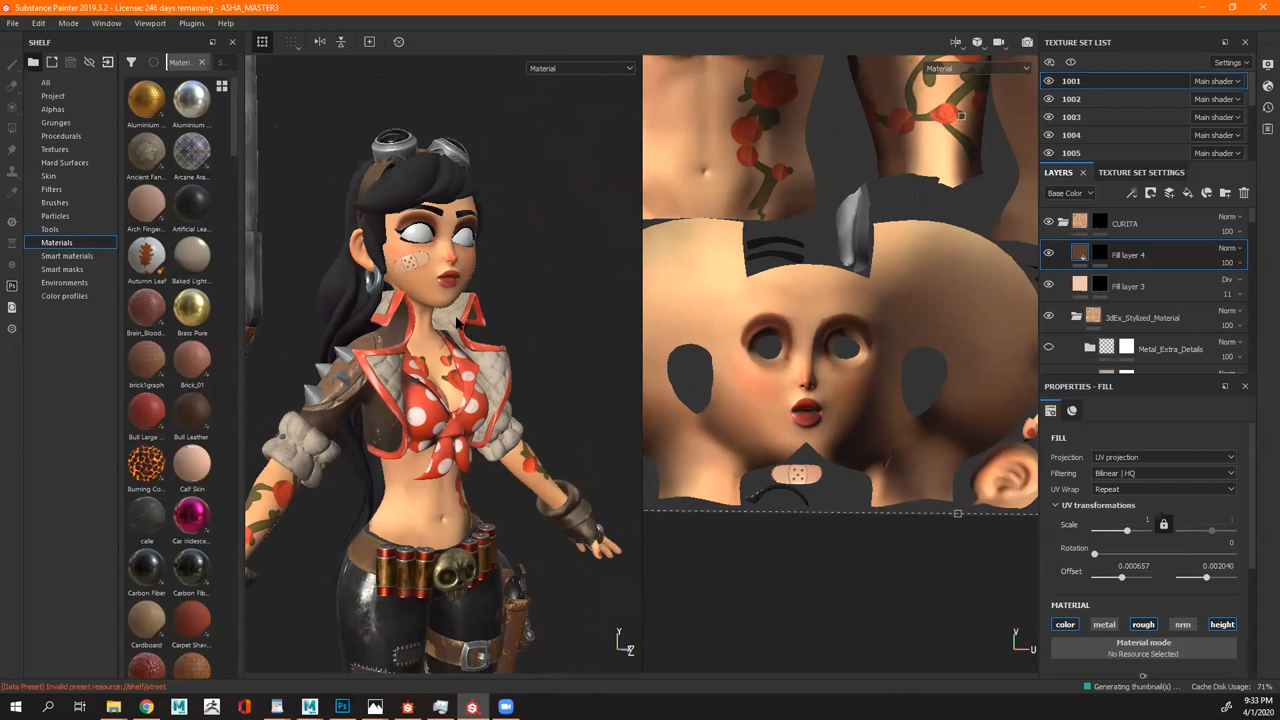 Substance Painter 2019.3.2 - License: 246 days remaining - ASHA_MASTER3
File Edit Mode Window Viewport Plugins Help
SHELF
Materi...
S...
All
Project
Alphas
Grunges
Procedurals
Textures
Hard Surfaces
Skin
Filters
Brushes
Particles
Tools
Materials
Smart materials
Smart masks
Environments
Color profiles
Aluminium ... Aluminium ...
Ancient Fan... Arcane Ara...
Arch Finger... Artificial Lea...
Autumn Leaf Baked Light...
Brain_Blood... Brass Pure
brick1graph Brick_01
Bull Large ... Bull Leather
Burning Co... Calf Skin
calle Car Iridesce...
Carbon Fiber Carbon Fib...
Cardboard Carpet Shav...
Material
Material
Y
Z
V
U
TEXTURE SET LIST
Settings
1001 Main shader
1002 Main shader
1003 Main shader
1004 Main shader
1005 Main shader
LAYERS TEXTURE SET SETTINGS
Base Color
CURITA Norm 100
Fill layer 4 Norm 100
Fill layer 3 Div 11
3dEx_Stylized_Material Norm 100
Metal_Extra_Details Norm 100
Norm
PROPERTIES - FILL
FILL
Projection UV projection
Filtering Bilinear | HQ
UV Wrap Repeat
UV transformations
Scale 1 1
Rotation 0
Offset 0.000657 0.002040
MATERIAL
color metal rough nrm height
Material mode
No Resource Selected
Or
[Data Preset] Invalid preset resource://shelf/street
Generating thumbnail(s) ... Cache Disk Usage: 71%
9:33 PM
4/1/2020